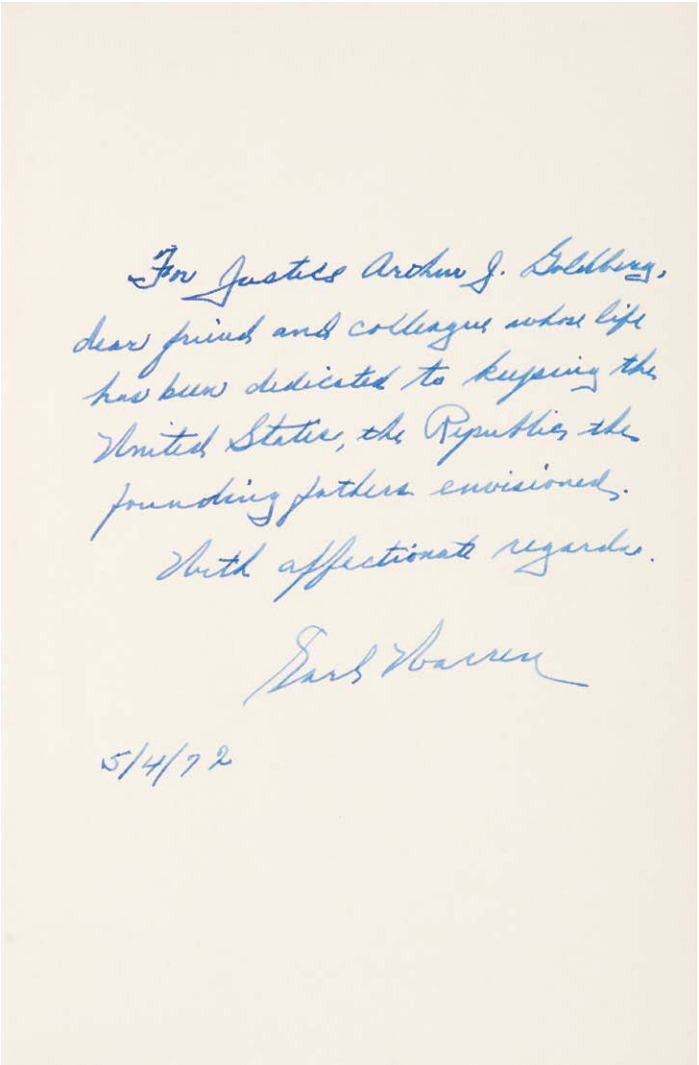 For Justice Arthur J. Goldberg,
dear friend and colleague whose life
has been dedicated to keeping the
United States, the Republic the
founding fathers envisioned.
With affectionate regards.
Earl Warren
5/4/72